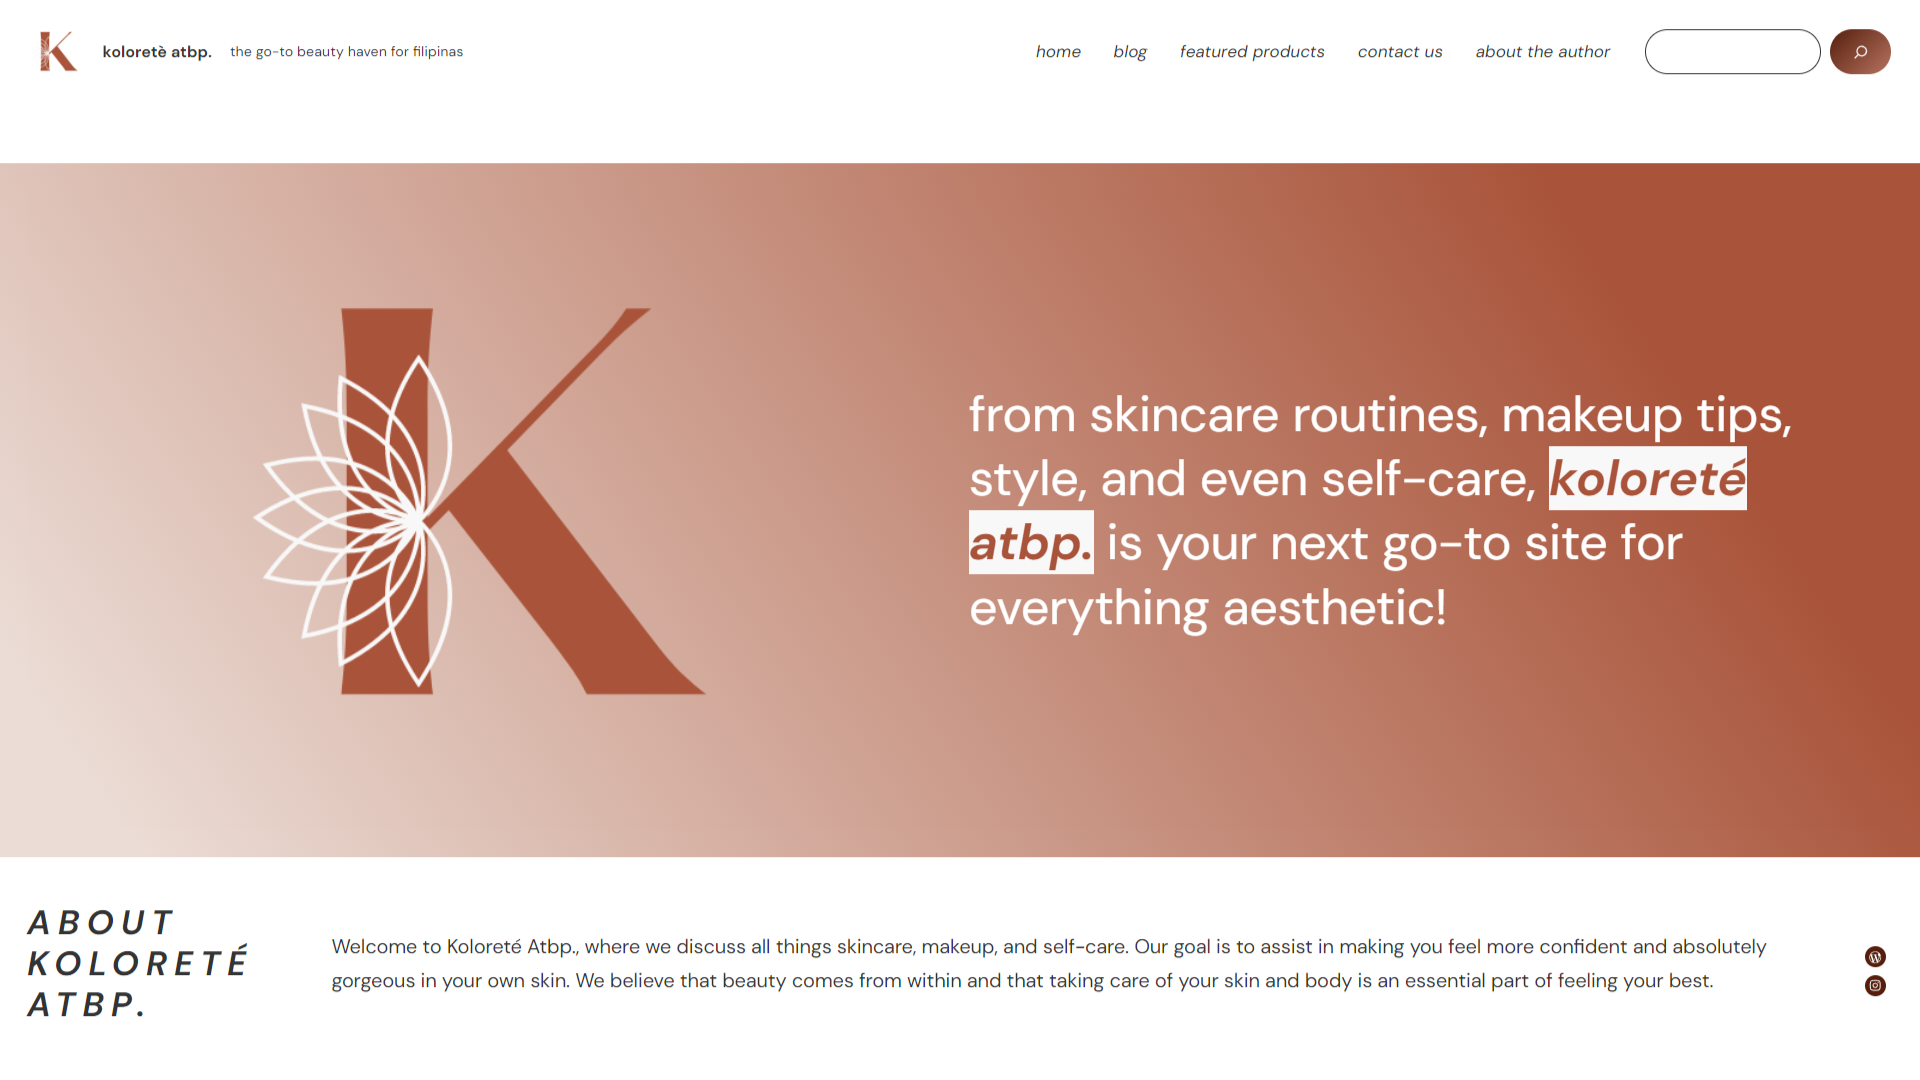 K koloretè atbp. the go-to beauty haven for filipinas home blog featured products contact us about the author
K
from skincare routines, makeup tips,
style, and even self-care, koloreté
atbp. is your next go-to site for
everything aesthetic!
ABOUT
KOLORETÉ
ATBP.
Welcome to Koloreté Atbp., where we discuss all things skincare, makeup, and self-care. Our goal is to assist in making you feel more confident and absolutely
gorgeous in your own skin. We believe that beauty comes from within and that taking care of your skin and body is an essential part of feeling your best.